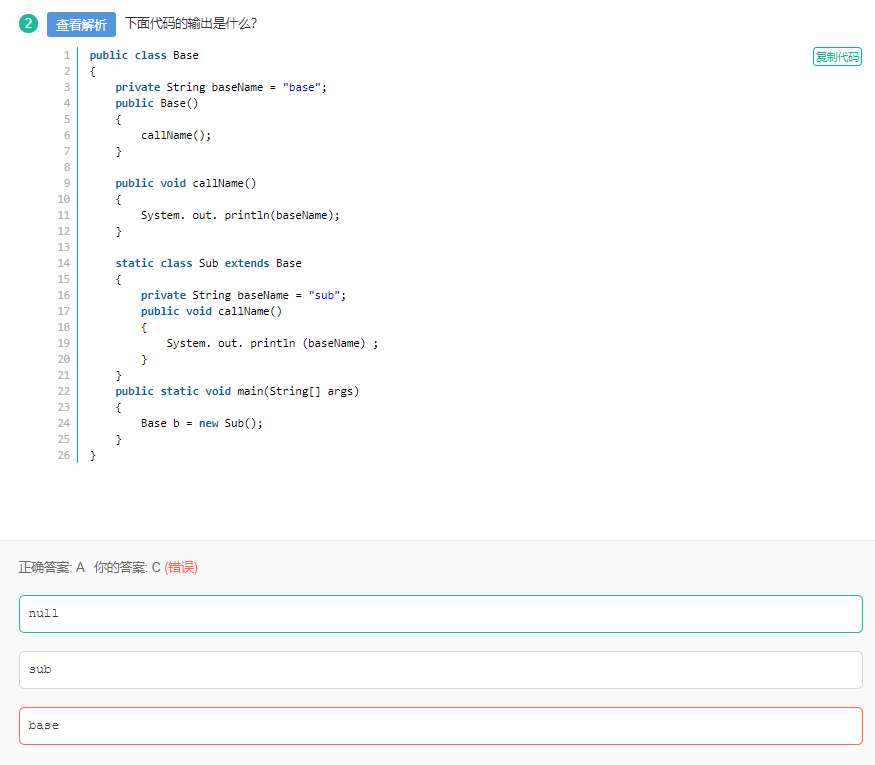 2 查看解析 下面代码的输出是什么?
复制代码
1 public class Base
2 {
3 private String baseName = "base";
4 public Base()
5 {
6 callName();
7 }
8
9 public void callName()
10 {
11 System. out. println(baseName);
12 }
13
14 static class Sub extends Base
15 {
16 private String baseName = "sub";
17 public void callName()
18 {
19 System. out. println (baseName) ;
20 }
21 }
22 public static void main(String[] args)
23 {
24 Base b = new Sub();
25 }
26 }
正确答案: A 你的答案: C (错误)
null
sub
base